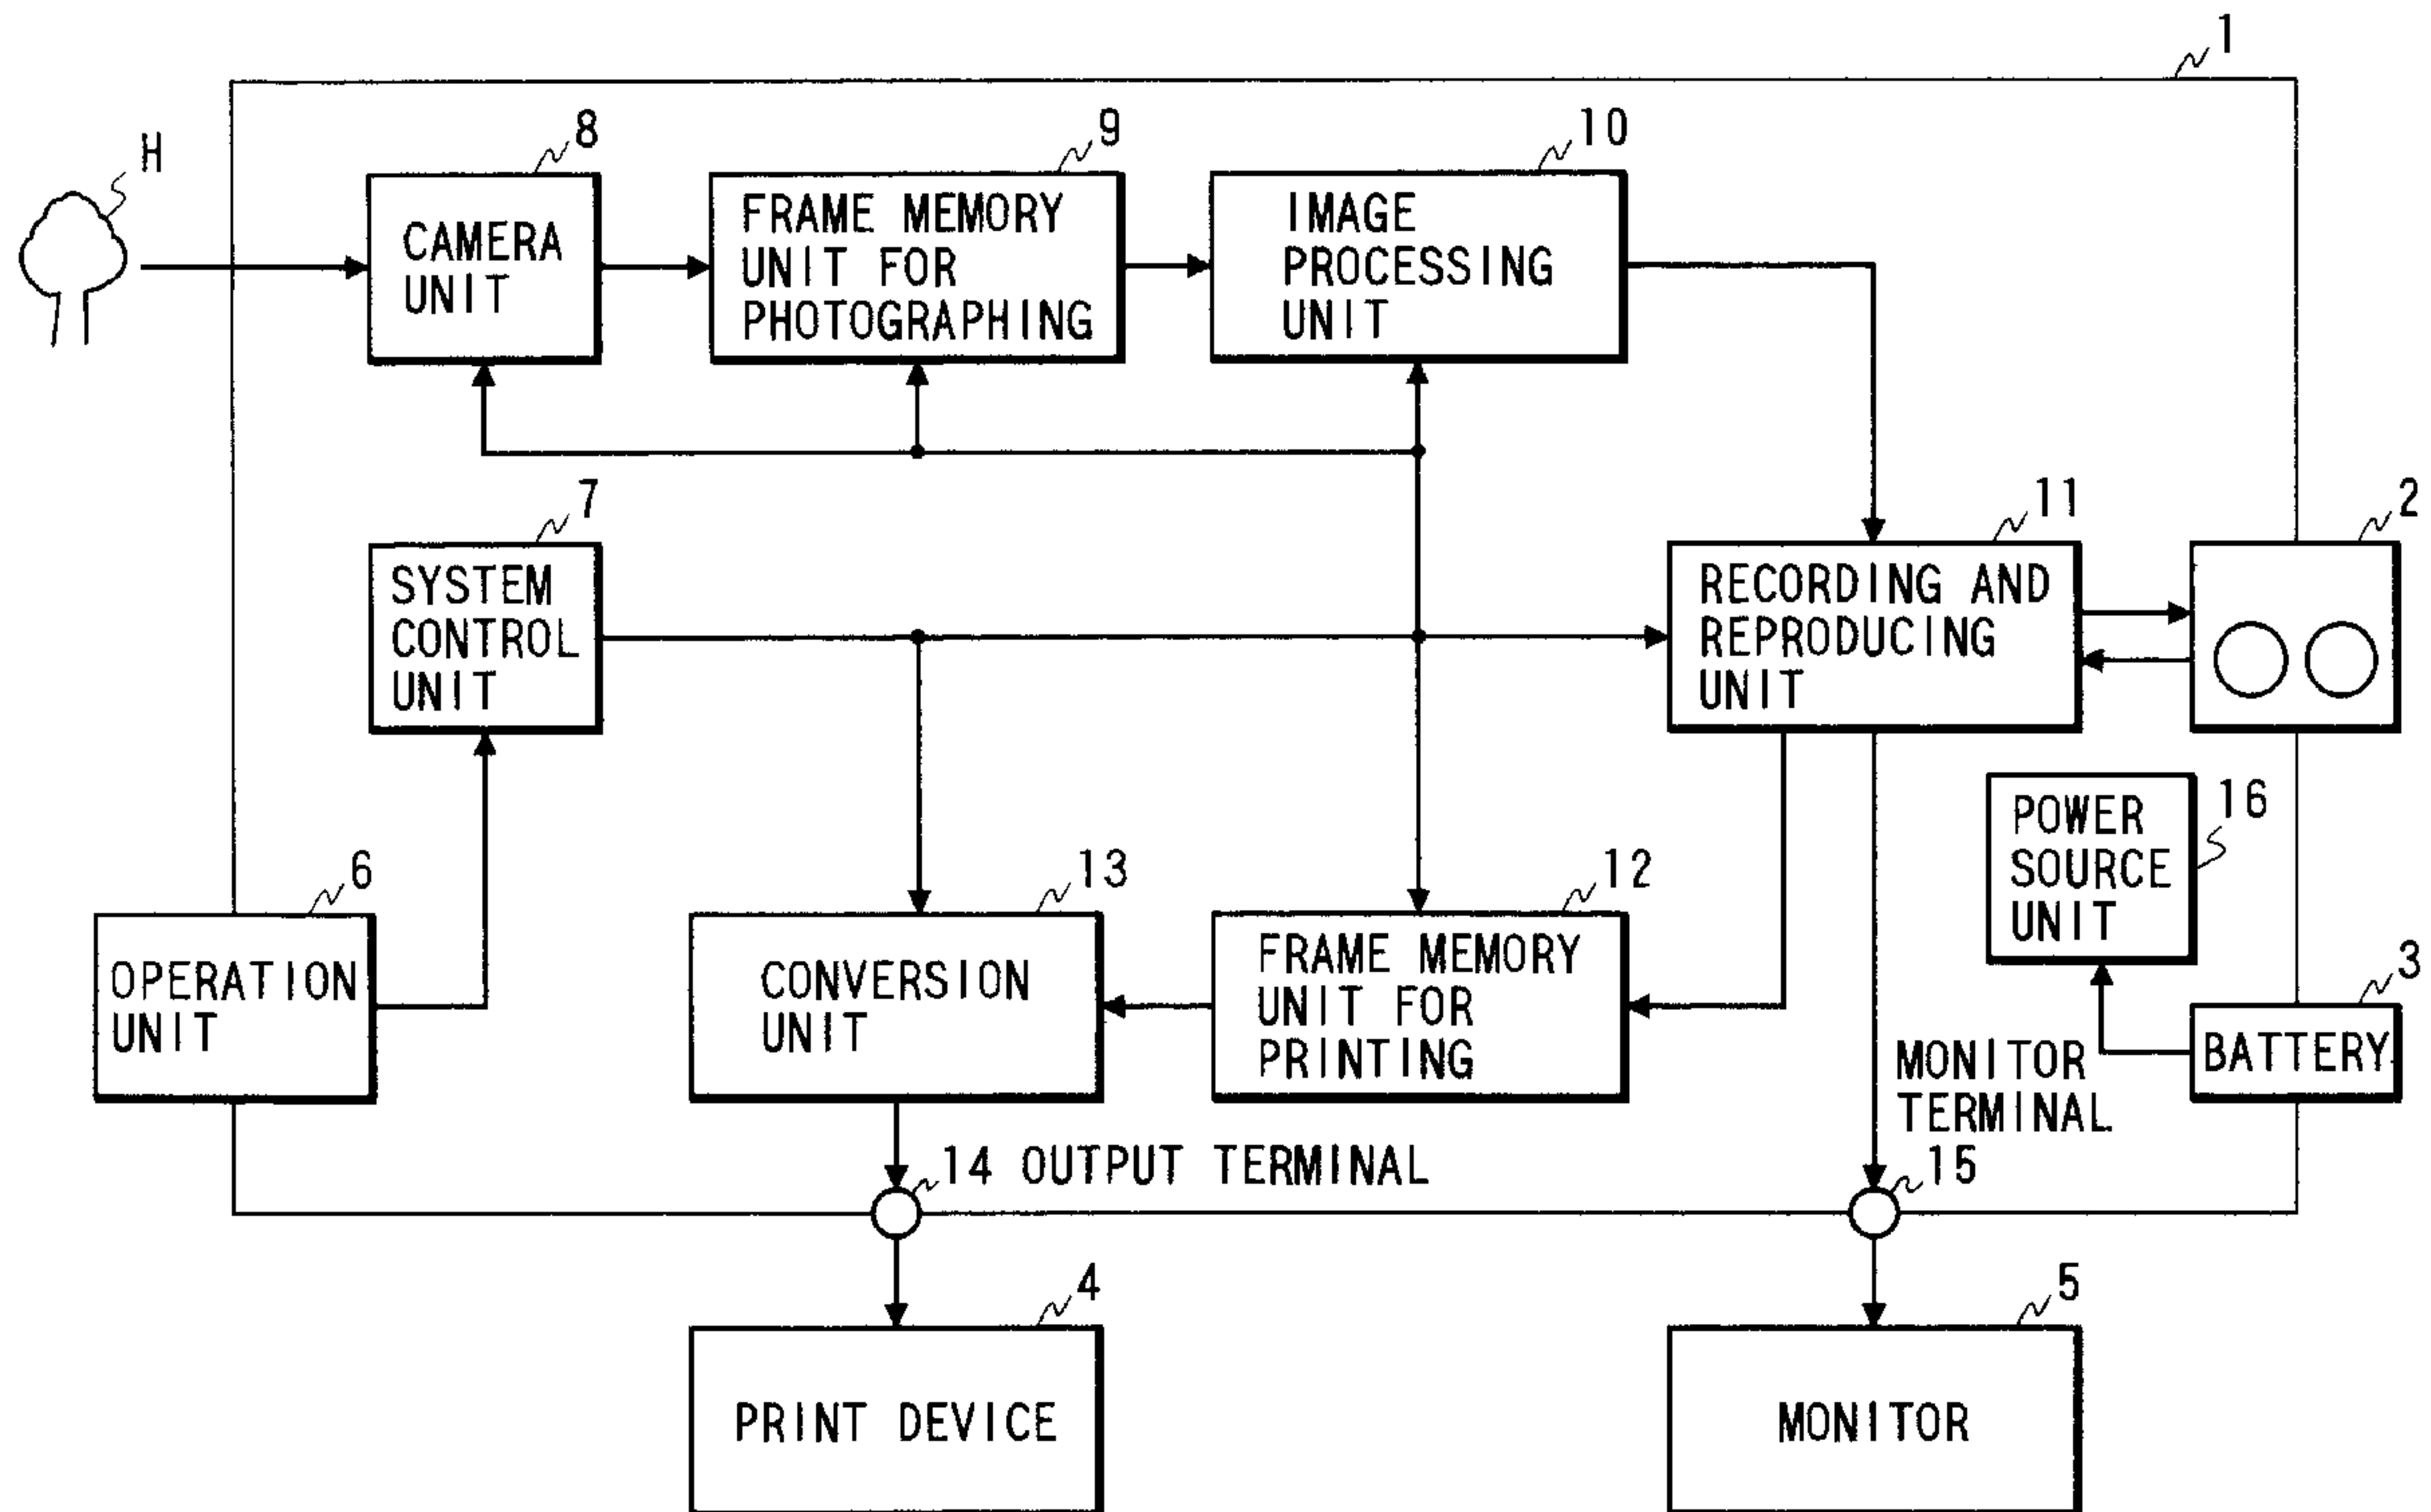 1
H
8
CAMERA
UNIT
9
FRAME MEMORY
UNIT FOR
PHOTOGRAPHING
10
IMAGE
PROCESSING
UNIT
7
SYSTEM
CONTROL
UNIT
11
RECORDING AND
REPRODUCING
UNIT
2
6
OPERATION
UNIT
13
CONVERSION
UNIT
12
FRAME MEMORY
UNIT FOR
PRINTING
POWER
SOURCE
UNIT
16
3
BATTERY
MONITOR
TERMINAL
15
14 OUTPUT TERMINAL
4
PRINT DEVICE
5
MONITOR